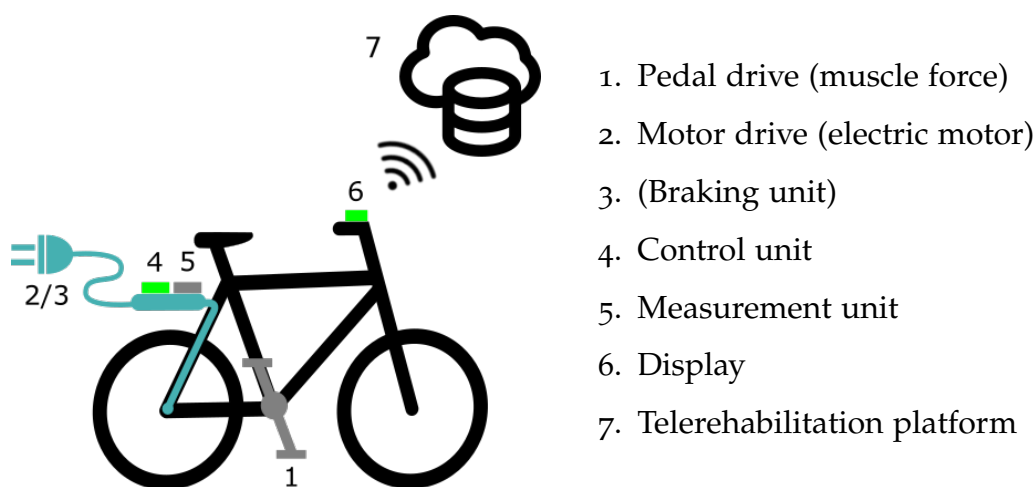 7
6
4 5
2/3
1
1. Pedal drive (muscle force)
2. Motor drive (electric motor)
3. (Braking unit)
4. Control unit
5. Measurement unit
6. Display
7. Telerehabilitation platform